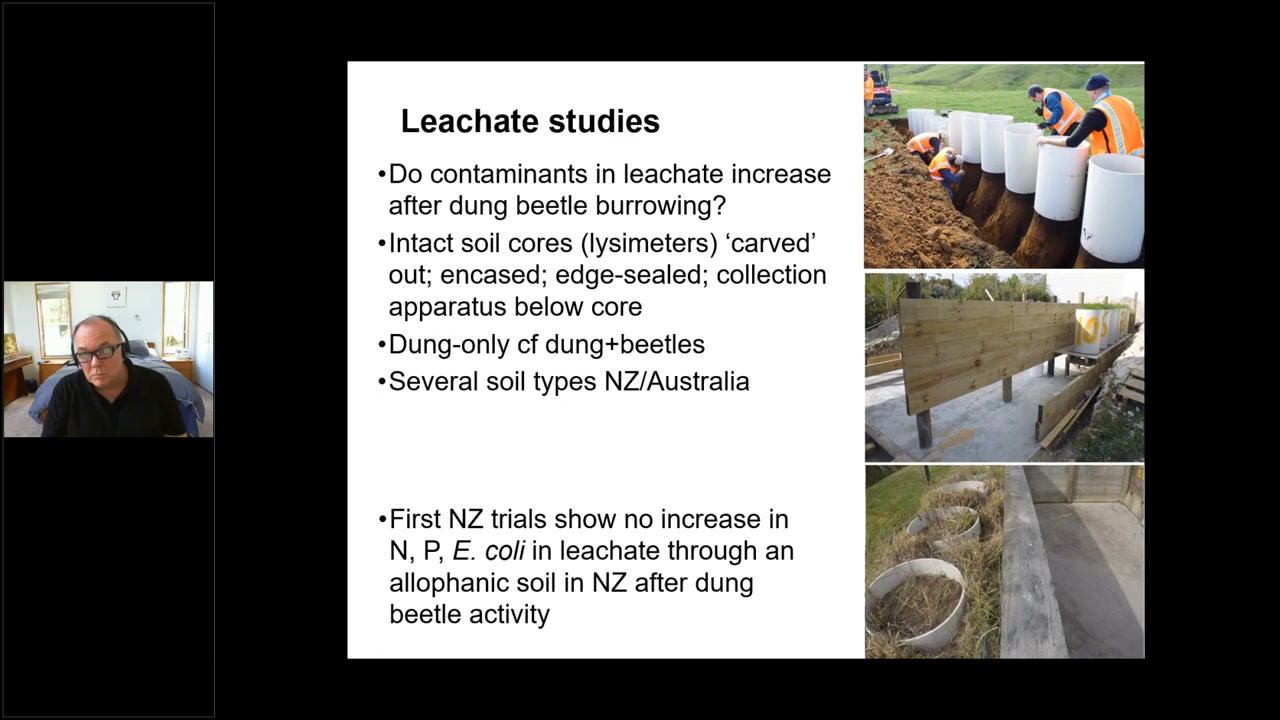 Leachate studies
•Do contaminants in leachate increase
after dung beetle burrowing?
•Intact soil cores (lysimeters) ‘carved’
out; encased; edge-sealed; collection
apparatus below core
•Dung-only cf dung+beetles
•Several soil types NZ/Australia
•First NZ trials show no increase in
N, P, E. coli in leachate through an
allophanic soil in NZ after dung
beetle activity